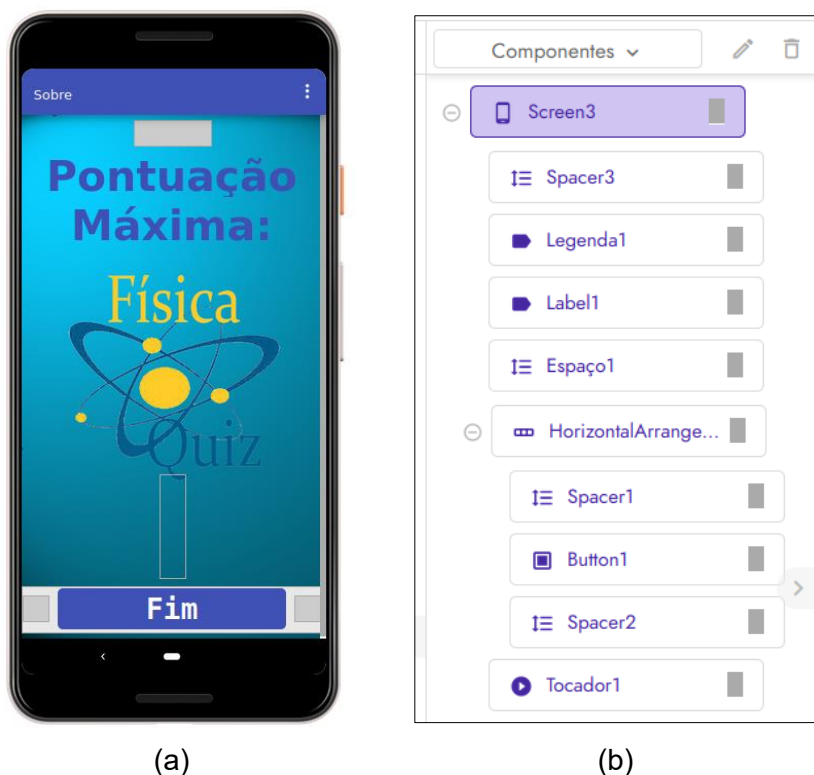 Sobre
Pontuação
Máxima:
Física
Quiz
Fim
(a)
Componentes
Screen3
Spacer3
Legenda1
Label1
Espaço1
HorizontalArrange...
Spacer1
Button1
Spacer2
Tocador1
(b)